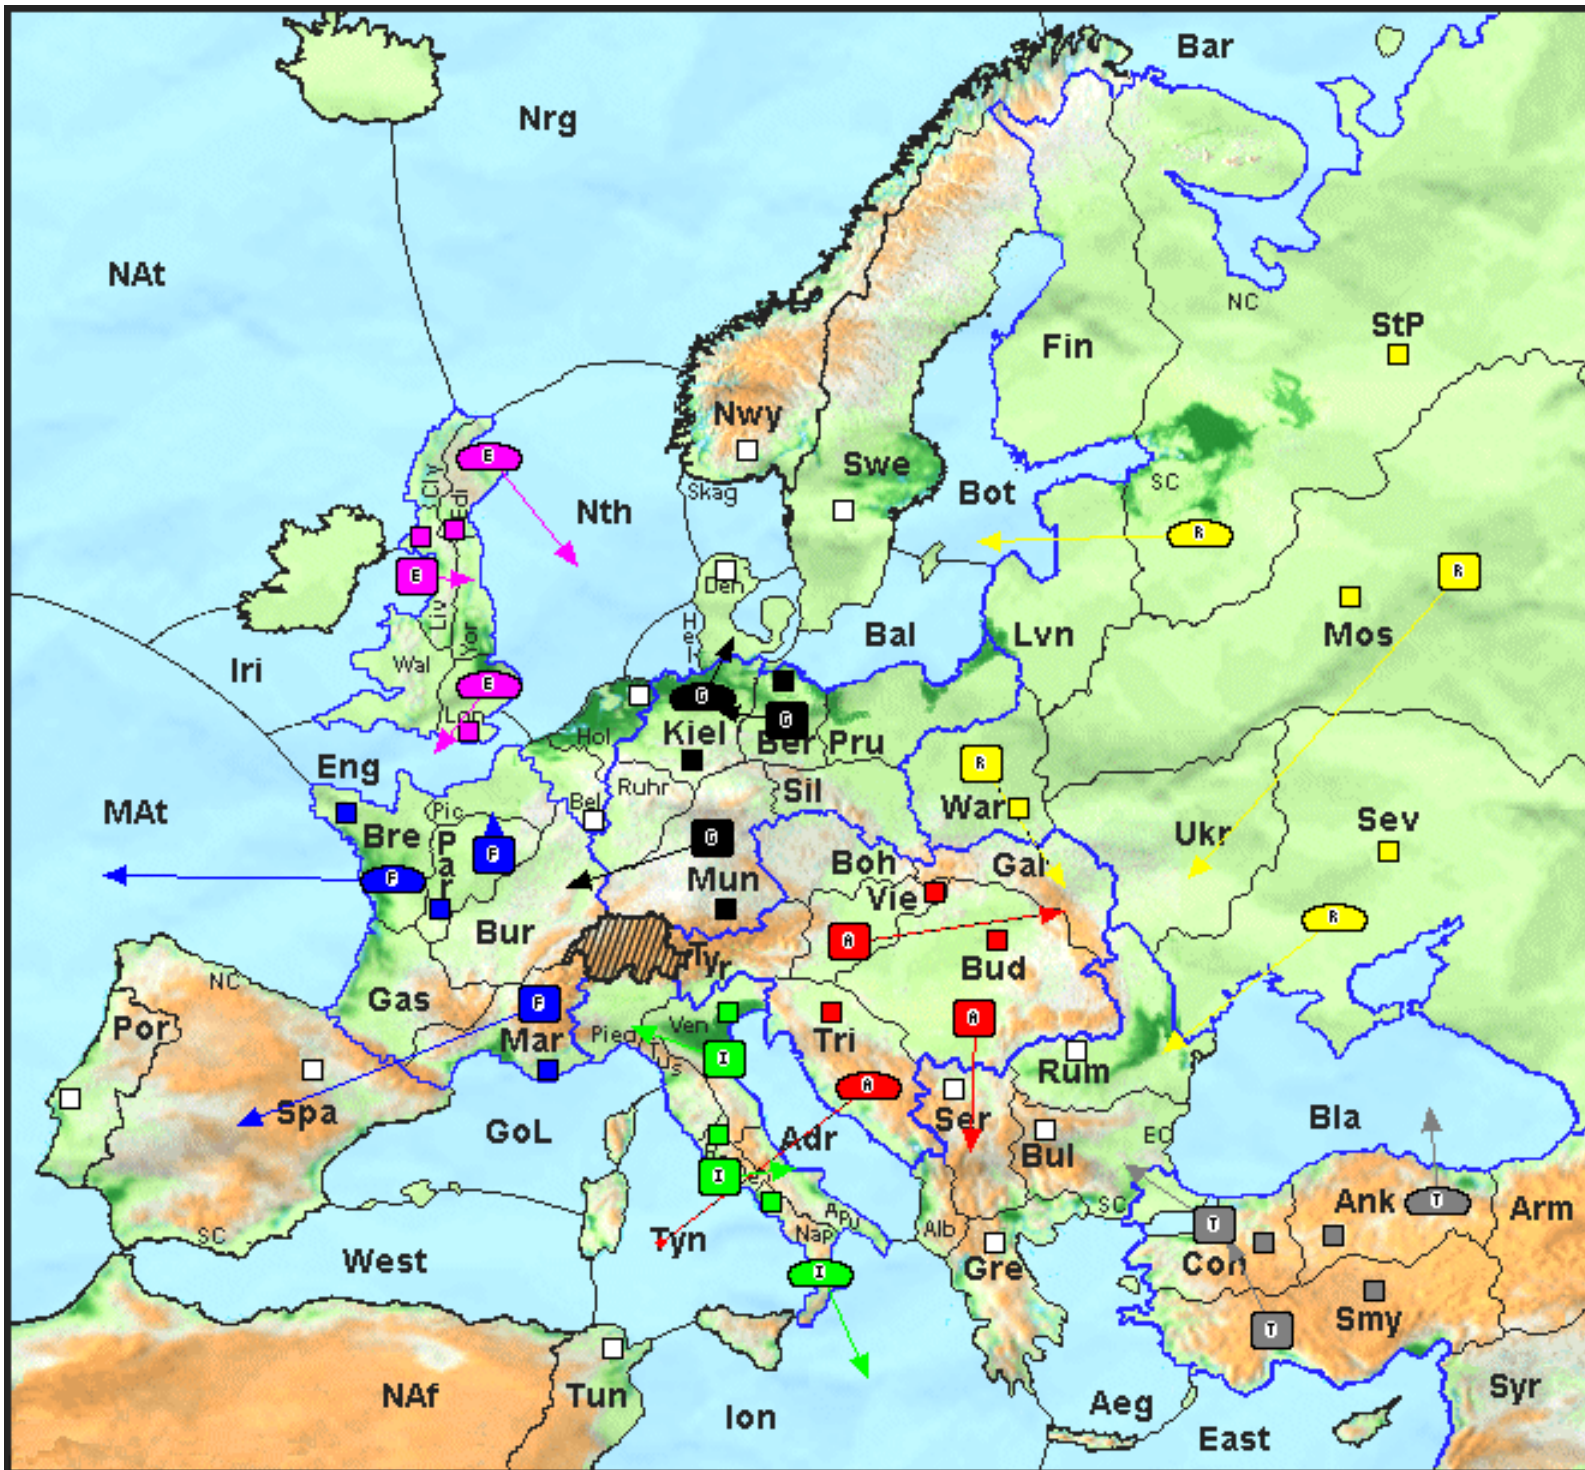 Bar
Nrg
NAt
NC
StP
Fin
Nwy
Swe
Skag
Bot
SC
Nth
E
Cly
Edi
R
R
E
Den
Hel
Liv
Yor
Bal
Lvn
Mos
Iri
Wal
E
Lon
G
G
Kiel
Ber
Pru
Hol
R
Eng
Ruhr
Sil
War
MAt
Pic
Bel
Bre
Par
F
G
Boh
Gal
Ukr
Sev
F
Mun
Vie
R
Bur
A
Bud
Tyr
NC
Gas
F
Por
Mar
Pied
Ven
Tri
A
I
Tus
Rum
A
Spa
Ser
GoL
Adr
Bla
EC
Bul
I
Ank
T
Arm
SC
SC
Apu
Nap
Alb
T
Tyn
West
Con
Gre
I
Smy
T
NAf
Tun
Ion
Aeg
Syr
East